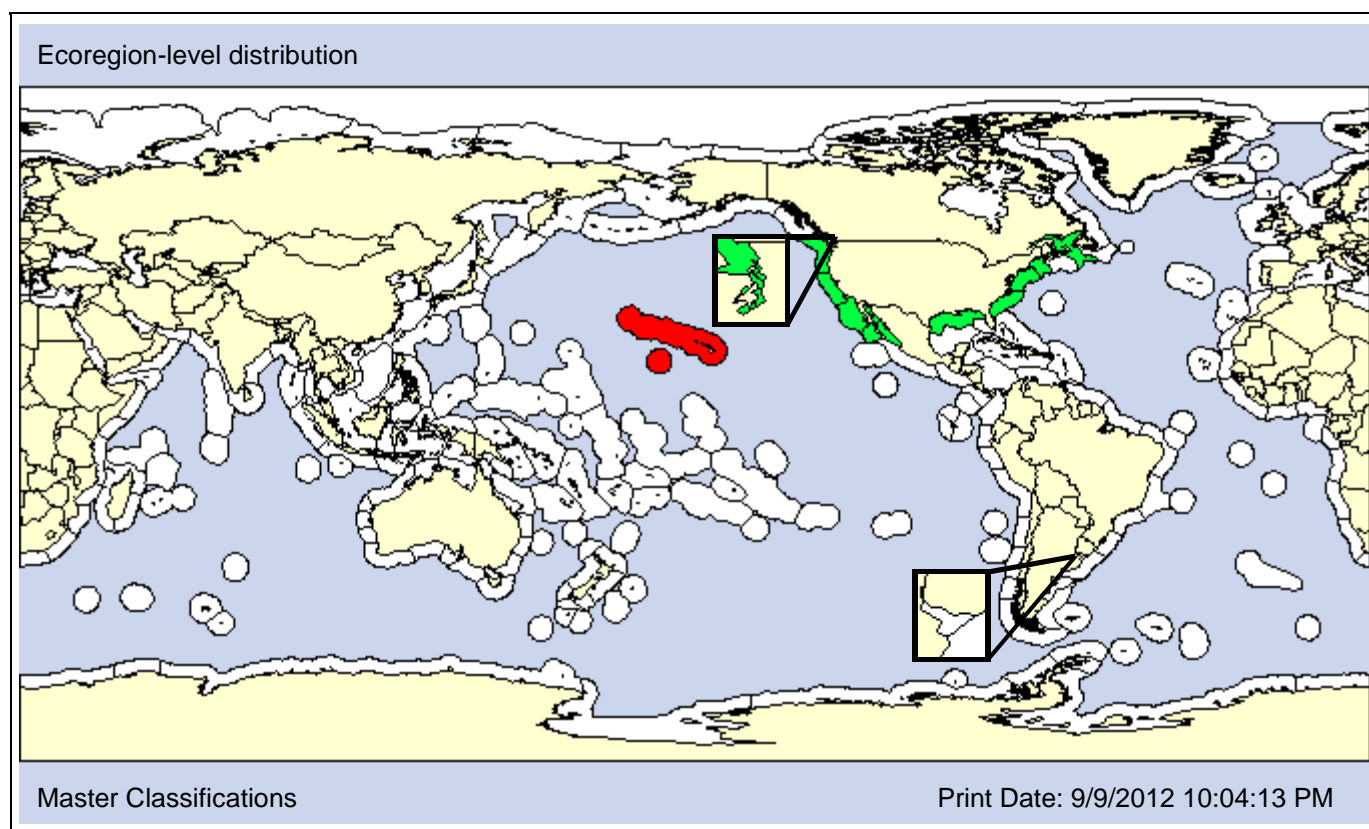 Ecoregion-level distribution
Master Classifications
Print Date: 9/9/2012 10:04:13 PM